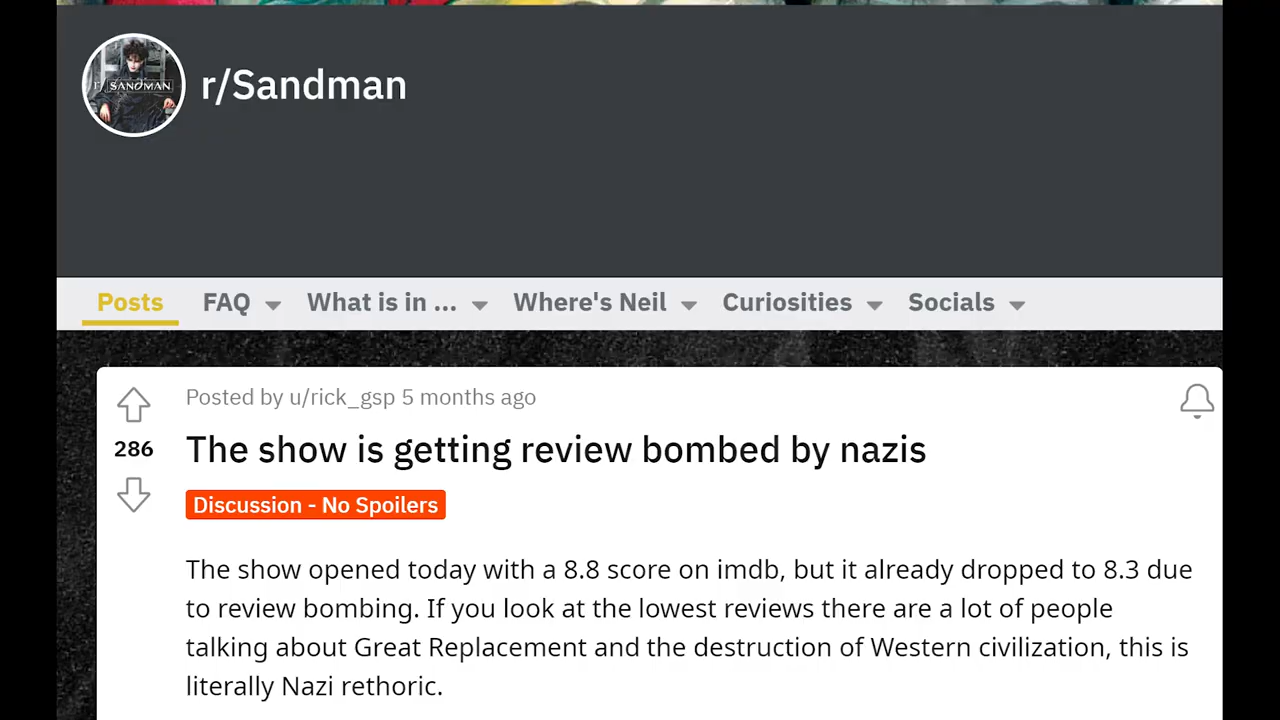 r/SANDMAN
r/Sandman
Posts FAQ What is in ... Where's Neil Curiosities Socials
Posted by u/rick_gsp 5 months ago
286
The show is getting review bombed by nazis
Discussion - No Spoilers
The show opened today with a 8.8 score on imdb, but it already dropped to 8.3 due
to review bombing. If you look at the lowest reviews there are a lot of people
talking about Great Replacement and the destruction of Western civilization, this is
literally Nazi rethoric.